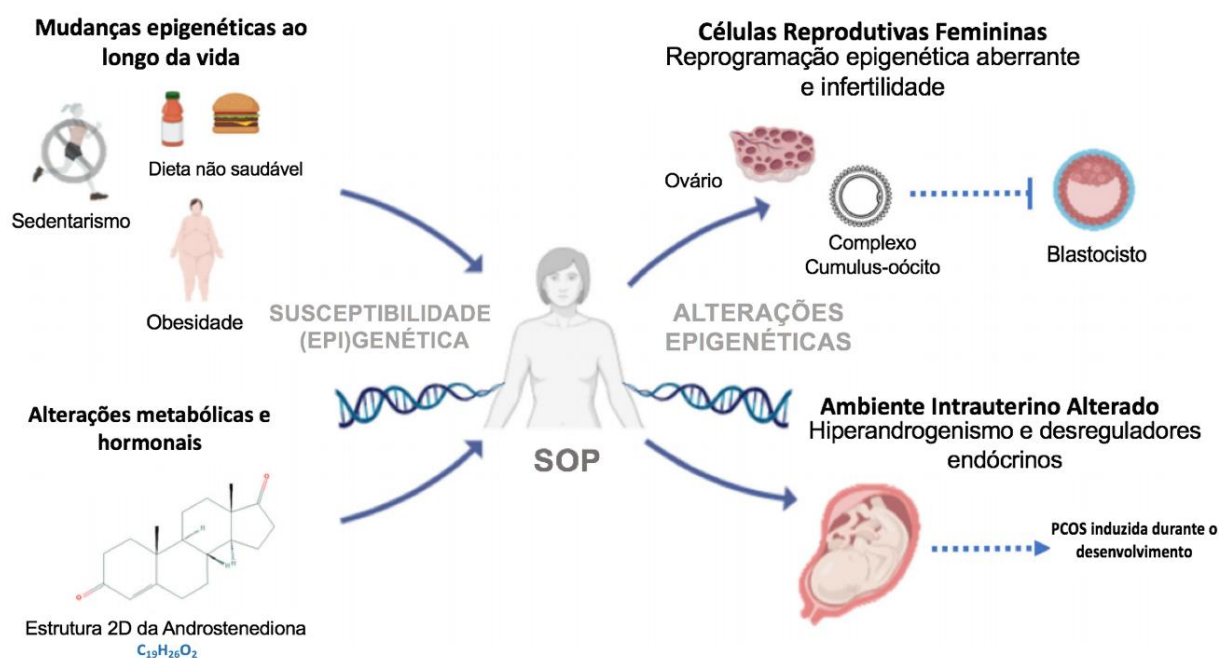 Mudanças epigenéticas ao
longo da vida
Dieta não saudável
Sedentarismo
Obesidade
Alterações metabólicas e
hormonais
Estrutura 2D da Androstenediona
C₁₉H₂₆O₂
SUSCEPTIBILIDADE
(EPI)GENÉTICA
SOP
ALTERAÇÕES
EPIGENÉTICAS
Células Reprodutivas Femininas
Reprogramação epigenética aberrante
e infertilidade
Ovário
Complexo
Cumulus-oócito
Blastocisto
Ambiente Intrauterino Alterado
Hiperandrogenismo e desreguladores
endócrinos
PCOS induzida durante o
desenvolvimento
O
O
H
H
H